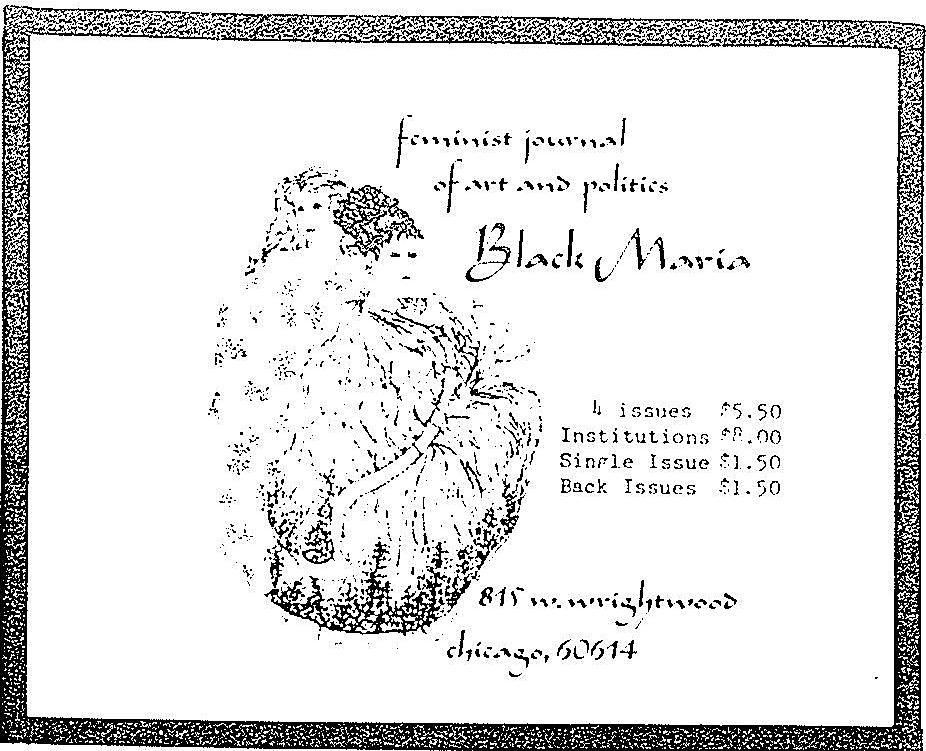 feminist journal
of art and politics
Black Maria
4 issues $5.50
Institutions $8.00
Single Issue $1.50
Back Issues $1.50
815 w. wrightwood
chicago, 60614